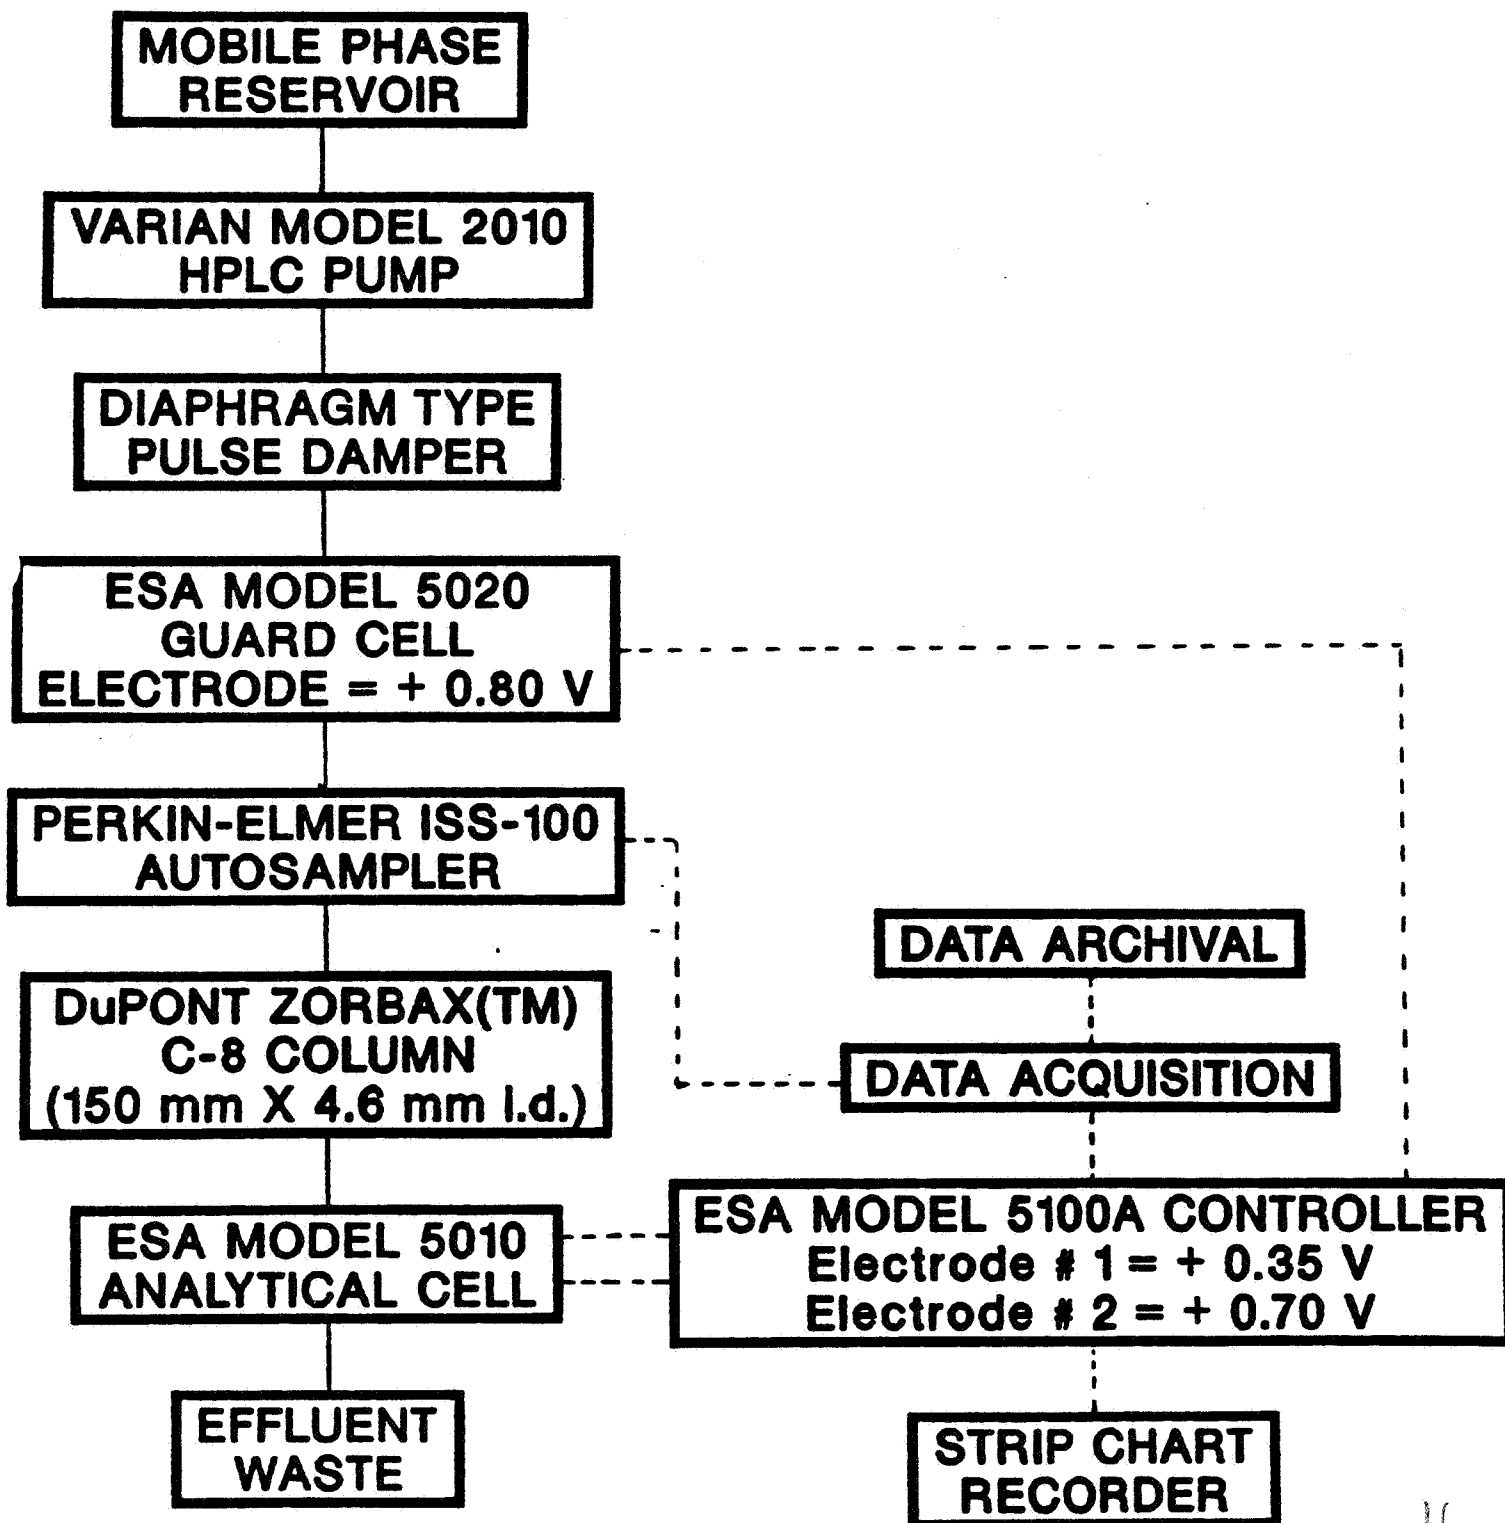 MOBILE PHASE
RESERVOIR
VARIAN MODEL 2010
HPLC PUMP
DIAPHRAGM TYPE
PULSE DAMPER
ESA MODEL 5020
GUARD CELL
ELECTRODE = + 0.80 V
PERKIN-ELMER ISS-100
AUTOSAMPLER
DuPONT ZORBAX(TM)
C-8 COLUMN
(150 mm X 4.6 mm i.d.)
ESA MODEL 5010
ANALYTICAL CELL
EFFLUENT
WASTE
DATA ARCHIVAL
DATA ACQUISITION
ESA MODEL 5100A CONTROLLER
Electrode # 1 = + 0.35 V
Electrode # 2 = + 0.70 V
STRIP CHART
RECORDER